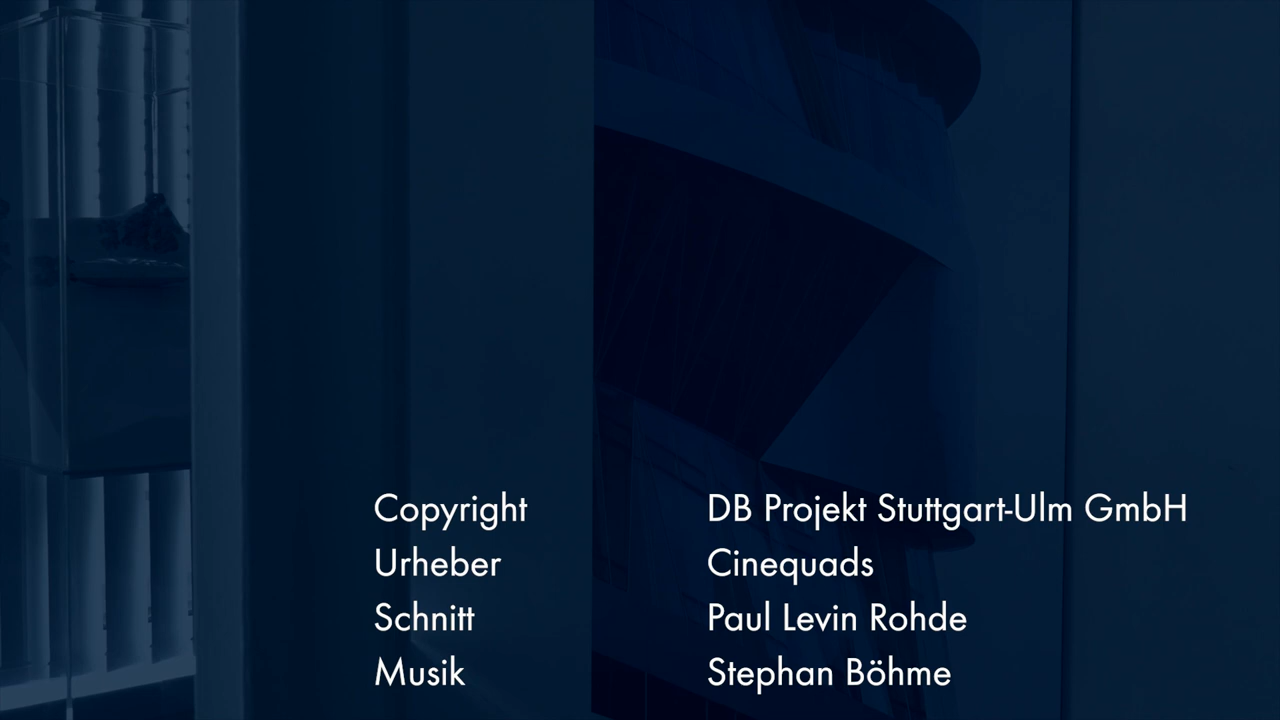 Copyright DB Projekt Stuttgart-Ulm GmbH
Urheber Cinequads
Schnitt Paul Levin Rohde
Musik Stephan Böhme